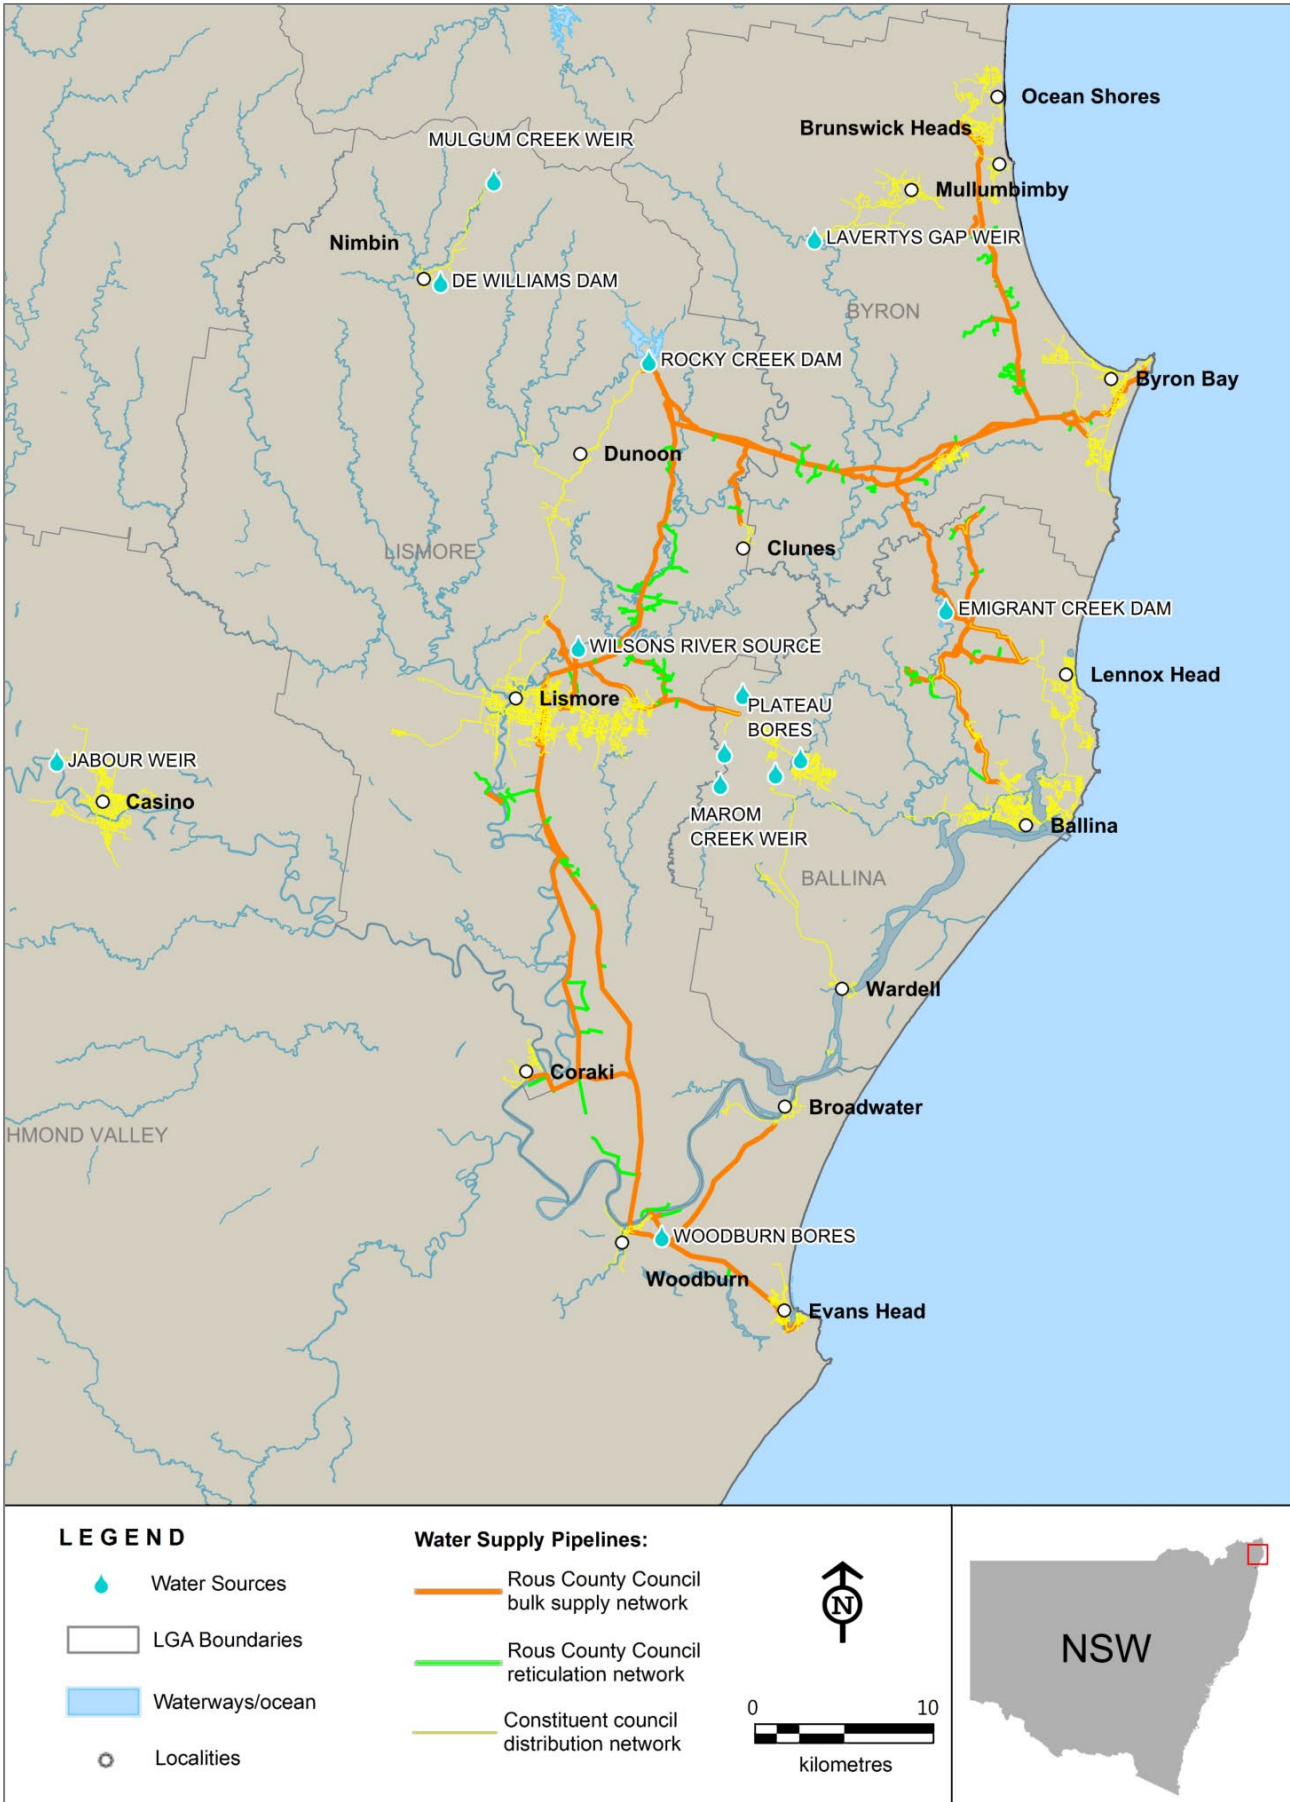 Ocean Shores
Brunswick Heads
MULGUM CREEK WEIR
Mullumbimby
LAVERTYS GAP WEIR
Nimbin
DE WILLIAMS DAM
BYRON
ROCKY CREEK DAM
Byron Bay
Dunoon
Clunes
LISMORE
EMIGRANT CREEK DAM
WILSONS RIVER SOURCE
Lennox Head
Lismore
PLATEAU
BORES
JABOUR WEIR
Casino
MAROM
CREEK WEIR
Ballina
BALLINA
Wardell
Coraki
Broadwater
HMOND VALLEY
WOODBURN BORES
Woodburn
Evans Head
LEGEND
Water Sources
LGA Boundaries
Waterways/ocean
Localities
Water Supply Pipelines:
Rous County Council
bulk supply network
Rous County Council
reticulation network
Constituent council
distribution network
N
0 10
kilometres
NSW